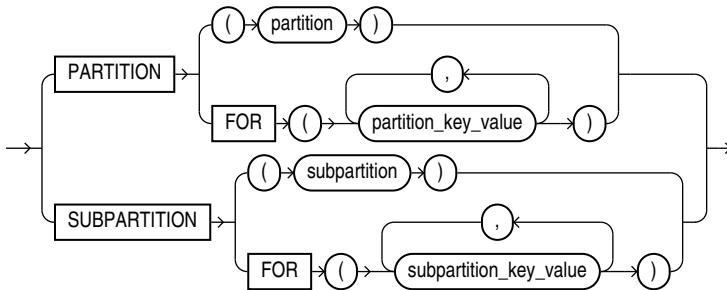 ( partition )
PARTITION
,
FOR ( partition_key_value )
( subpartition )
SUBPARTITION
,
FOR ( subpartition_key_value )